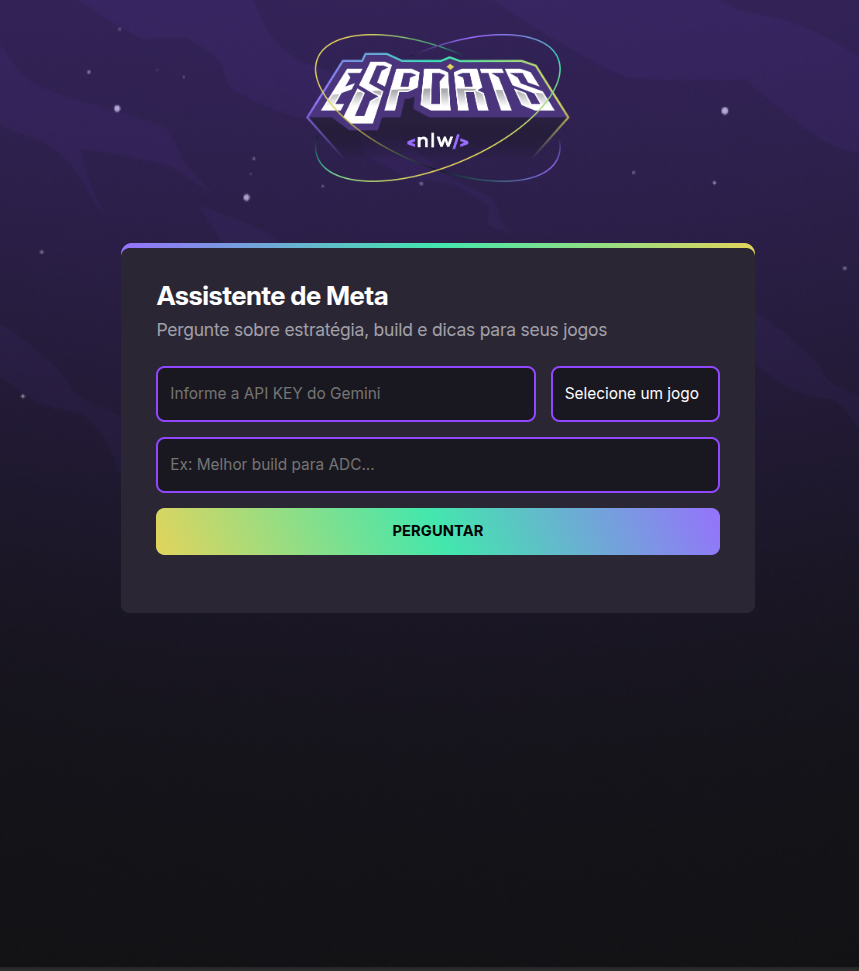 ESPORTS
<nlw/>
Assistente de Meta
Pergunte sobre estratégia, build e dicas para seus jogos
Informe a API KEY do Gemini
Selecione um jogo
Ex: Melhor build para ADC...
PERGUNTAR